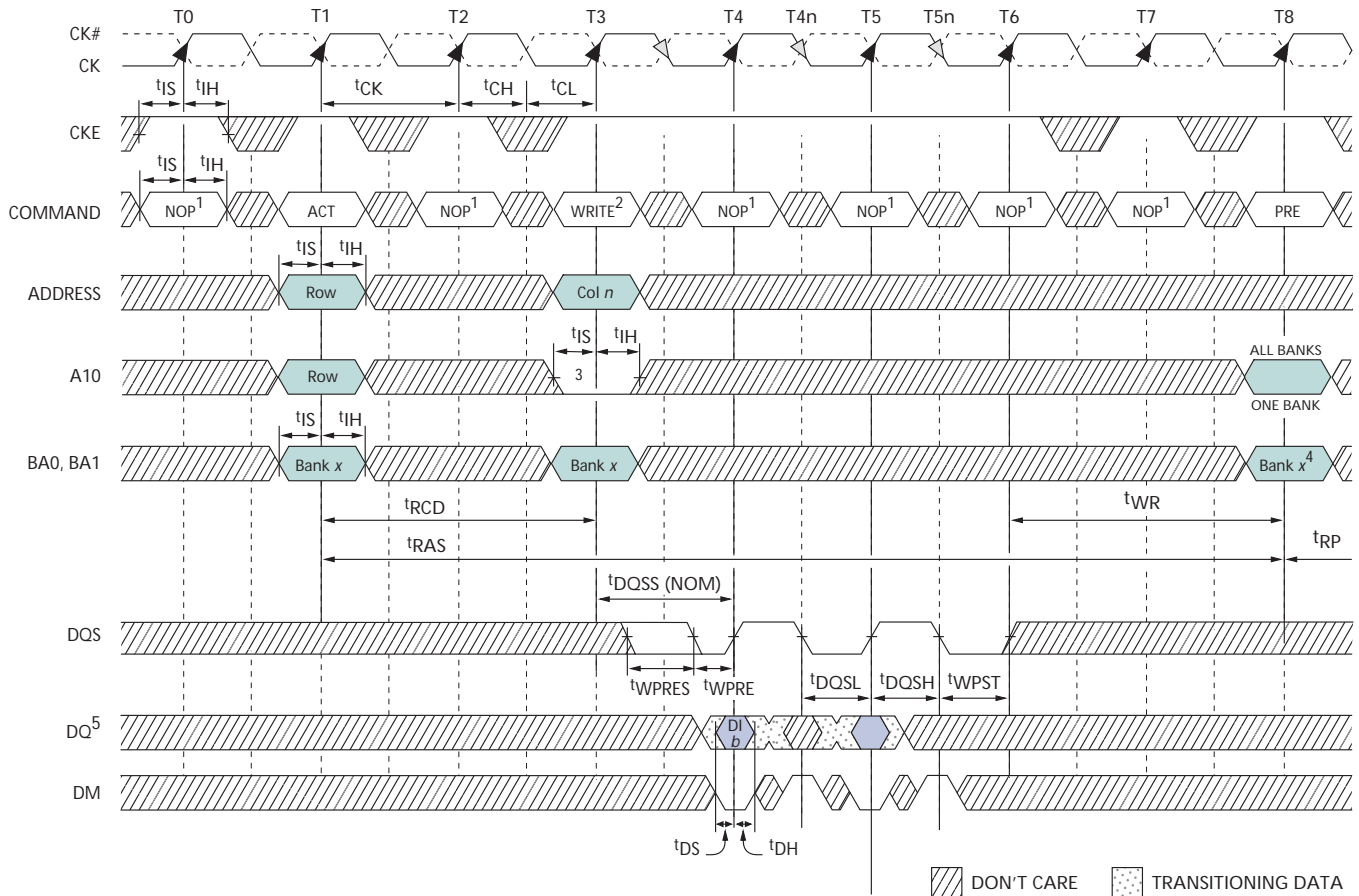 T0 T1 T2 T3 T4 T4n T5 T5n T6 T7 T8
CK#
CK
tIS tIH tCK tCH tCL
CKE
tIS tIH
COMMAND NOP1 ACT NOP1 WRITE2 NOP1 NOP1 NOP1 NOP1 PRE
tIS tIH
ADDRESS Row Col n
tIS tIH
ALL BANKS
A10 Row 3
ONE BANK
tIS tIH
BA0, BA1 Bank x Bank x Bank x4
tRCD tWR
tRAS tRP
tDQSS (NOM)
DQS
tWPRES tWPRE tDQSL tDQSH tWPST
DQ5 DI
b
DM
tDS tDH
DON'T CARE TRANSITIONING DATA